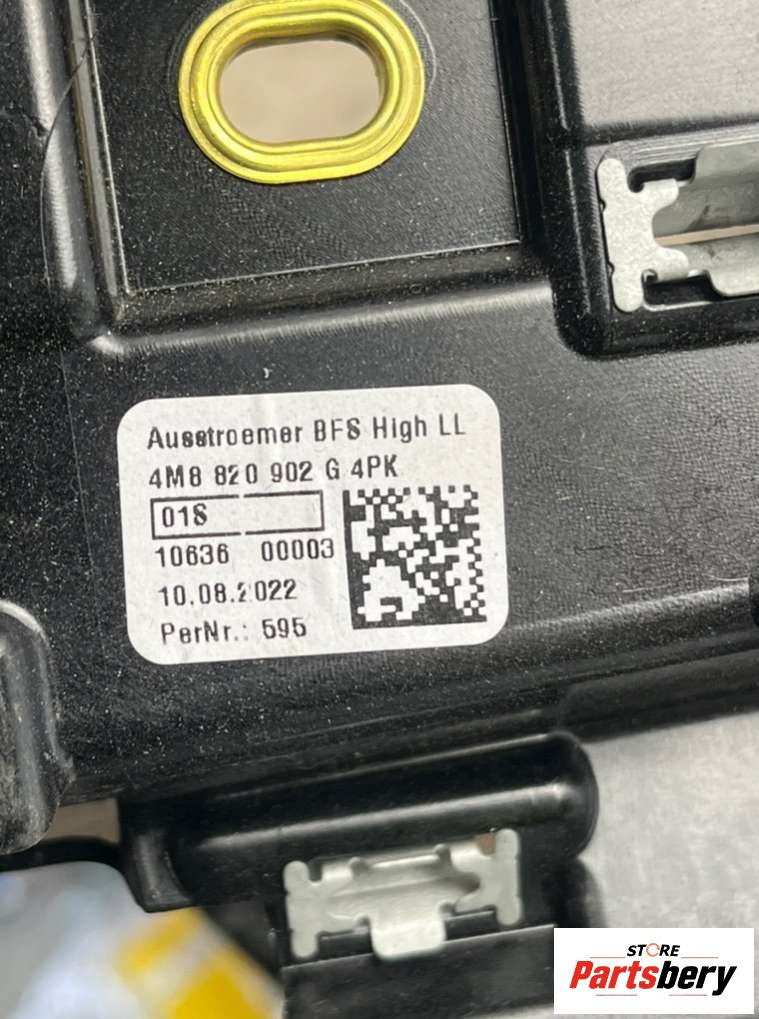 Ausstroemer BFS High LL
4M8 820 902 G 4PK
01S
10636 00003
10.08.2022
PerNr.: 595
STORE
Partsbery